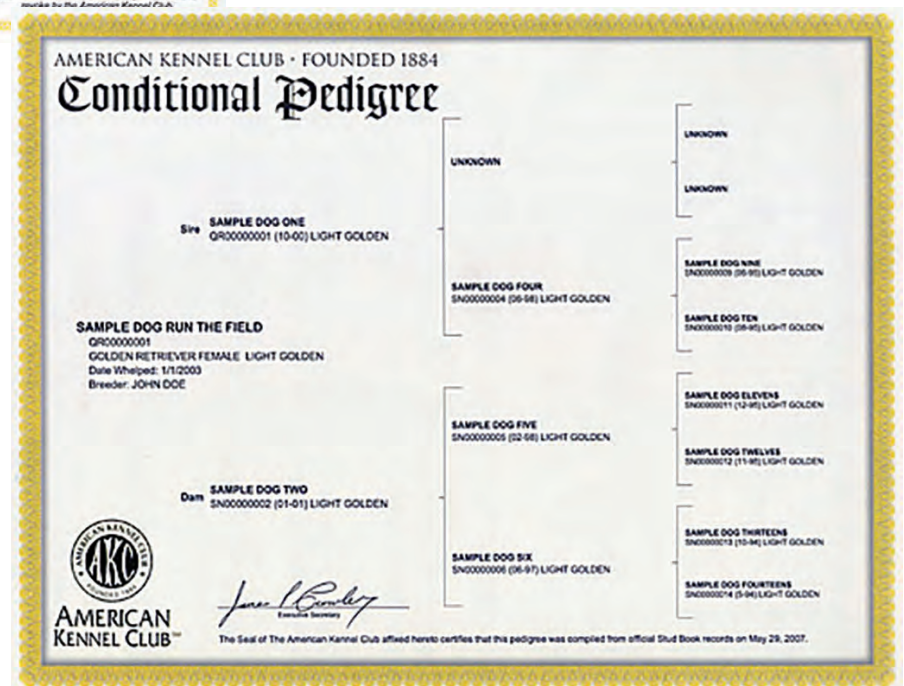 revoke by the American Kennel Club
AMERICAN KENNEL CLUB · FOUNDED 1884
Conditional Pedigree
UNKNOWN
UNKNOWN
UNKNOWN
Sire SAMPLE DOG ONE
QR00000001 (10-00) LIGHT GOLDEN
SAMPLE DOG NINE
SN00000009 (06-95) LIGHT GOLDEN
SAMPLE DOG FOUR
SN00000004 (06-98) LIGHT GOLDEN
SAMPLE DOG TEN
SN00000010 (08-95) LIGHT GOLDEN
SAMPLE DOG RUN THE FIELD
QR00000001
GOLDEN RETRIEVER FEMALE LIGHT GOLDEN
Date Whelped: 1/1/2003
Breeder: JOHN DOE
SAMPLE DOG ELEVENS
SN00000011 (12-95) LIGHT GOLDEN
SAMPLE DOG FIVE
SN00000005 (02-98) LIGHT GOLDEN
SAMPLE DOG TWELVES
SN00000012 (11-95) LIGHT GOLDEN
Dam SAMPLE DOG TWO
SN00000002 (01-01) LIGHT GOLDEN
SAMPLE DOG THIRTEENS
SN00000013 (10-94) LIGHT GOLDEN
SAMPLE DOG SIX
SN00000006 (06-97) LIGHT GOLDEN
SAMPLE DOG FOURTEENS
SN00000014 (5-94) LIGHT GOLDEN
AMERICAN KENNEL CLUB
AKC
FOUNDED 1884
Executive Secretary
AMERICAN
KENNEL CLUB
The Seal of The American Kennel Club affixed hereto certifies that this pedigree was compiled from official Stud Book records on May 29, 2007.